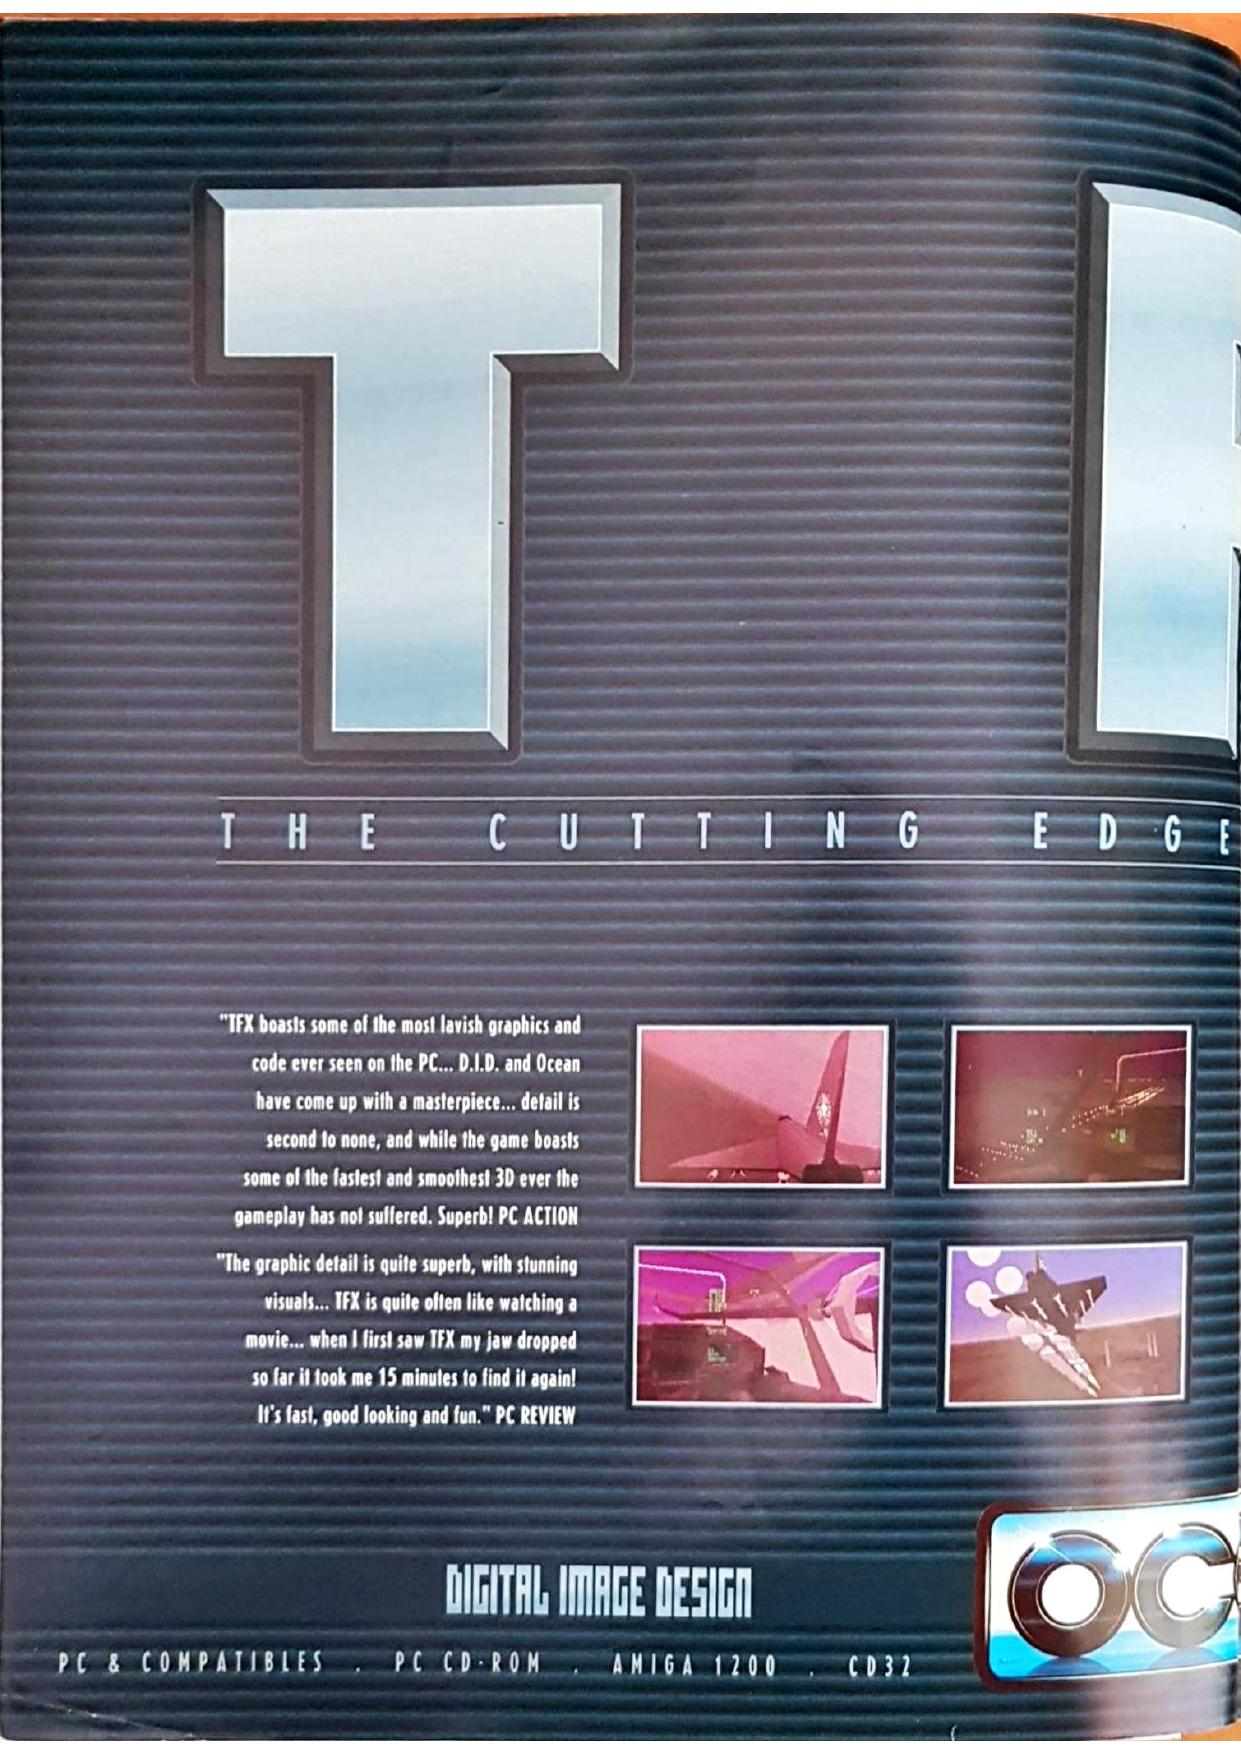 T
THE CUTTING EDGE
"TFX boasts some of the most lavish graphics and
code ever seen on the PC... D.I.D. and Ocean
have come up with a masterpiece... detail is
second to none, and while the game boasts
some of the fastest and smoothest 3D ever the
gameplay has not suffered. Superb! PC ACTION
"The graphic detail is quite superb, with stunning
visuals... TFX is quite often like watching a
movie... when I first saw TFX my jaw dropped
so far it took me 15 minutes to find it again!
It's fast, good looking and fun." PC REVIEW
DIGITAL IMAGE DESIGN
OC
PC & COMPATIBLES . PC CD-ROM . AMIGA 1200 . CD32